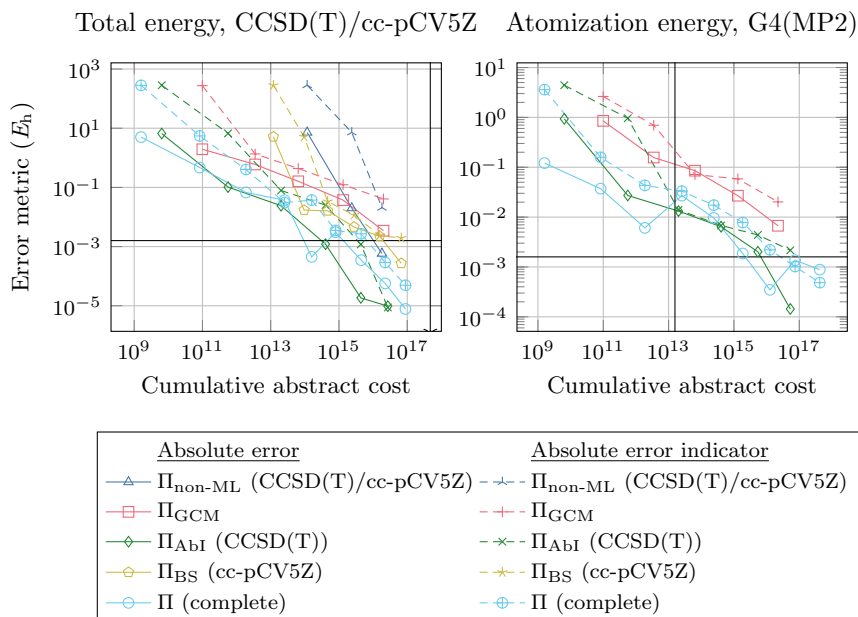 Total energy, CCSD(T)/cc-pCV5Z
Atomization energy, G4(MP2)
Error metric (E_h)
10^3
10^1
10^−1
10^−3
10^−5
10^9 10^11 10^13 10^15 10^17
Cumulative abstract cost
10^1
10^0
10^−1
10^−2
10^−3
10^−4
10^9 10^11 10^13 10^15 10^17
Cumulative abstract cost
Absolute error
Π_non-ML (CCSD(T)/cc-pCV5Z)
Π_GCM
Π_AbI (CCSD(T))
Π_BS (cc-pCV5Z)
Π (complete)
Absolute error indicator
Π_non-ML (CCSD(T)/cc-pCV5Z)
Π_GCM
Π_AbI (CCSD(T))
Π_BS (cc-pCV5Z)
Π (complete)